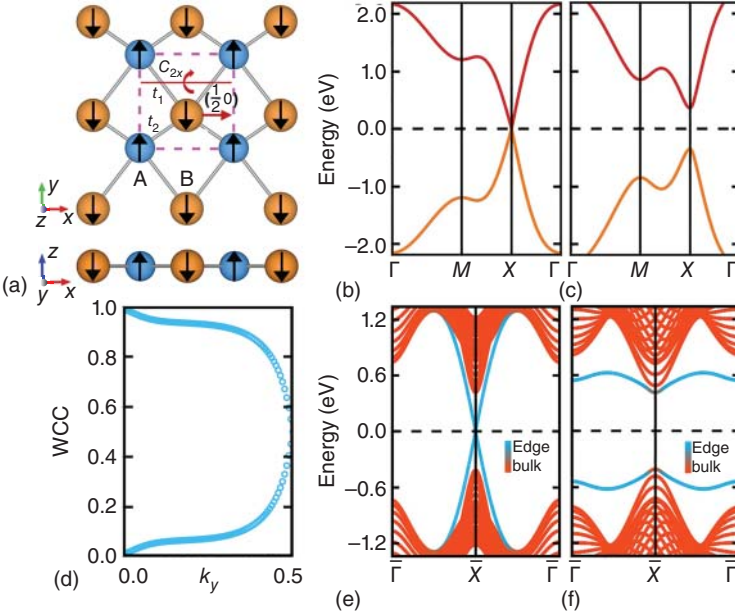 C2x
t1
(1/2 0)
t2
A B
y
z x
z
y x
(a)
Energy (eV)
2.0
1.0
0.0
−1.0
−2.0
Γ M X Γ
(b)
Γ M X Γ
(c)
WCC
1.0
0.8
0.6
0.4
0.2
0.0
0.0 ky 0.5
(d)
Energy (eV)
1.2
0.6
0.0
−0.6
−1.2
Edge
bulk
Γ̅ X̅ Γ̅
(e)
Edge
bulk
Γ̅ X̅ Γ̅
(f)